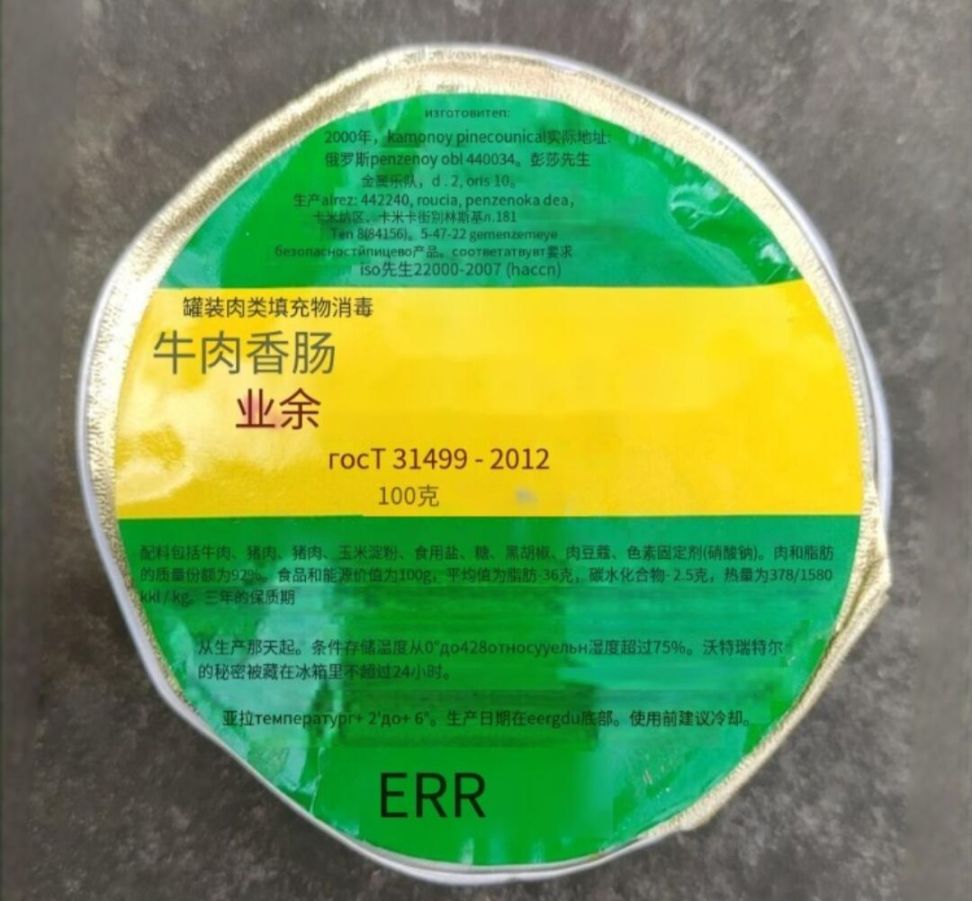 изготовитеп:
2000年，kamonoy pinecounical实际地址:
俄罗斯penzenoy obl 440034。彭莎先生
金属乐队，d . 2, oris 10。
生产alrez: 442240, roucia, penzenoka dea，
卡米纳区、卡米卡街别林斯基л.181
Теп 8(84156)。5-47-22 gemenzemeye
безопасностйпицево产品。соответатвувт要求
iso先生22000-2007 (haccn)
罐装肉类填充物消毒
牛肉香肠
业余
госТ 31499 - 2012
100克
配料包括牛肉、猪肉、猪肉、玉米淀粉、食用盐、糖、黑胡椒、肉豆蔻、色素固定剂(硝酸钠)。肉和脂肪
的质量份额为92%。食品和能源价值为100g，平均值为脂肪-36克，碳水化合物- 2.5克，热量为378/1580
kkl / kg。三年的保质期
从生产那天起。条件存储温度从0°до428относууельн湿度超过75%。沃特瑞特尔
的秘密被藏在冰箱里不超过24小时。
亚拉температург+ 2'до+ 6°。生产日期在eergdu底部。使用前建议冷却。
ERR